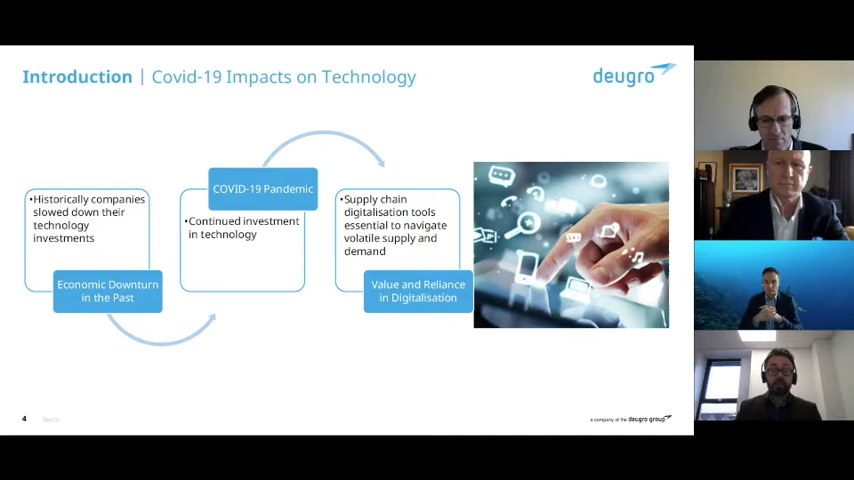 Introduction | Covid-19 Impacts on Technology
deugro
•Historically companies
slowed down their
technology
investments
Economic Downturn
in the Past
COVID-19 Pandemic
•Continued investment
in technology
•Supply chain
digitalisation tools
essential to navigate
volatile supply and
demand
Value and Reliance
in Digitalisation
4
a company of the deugro group